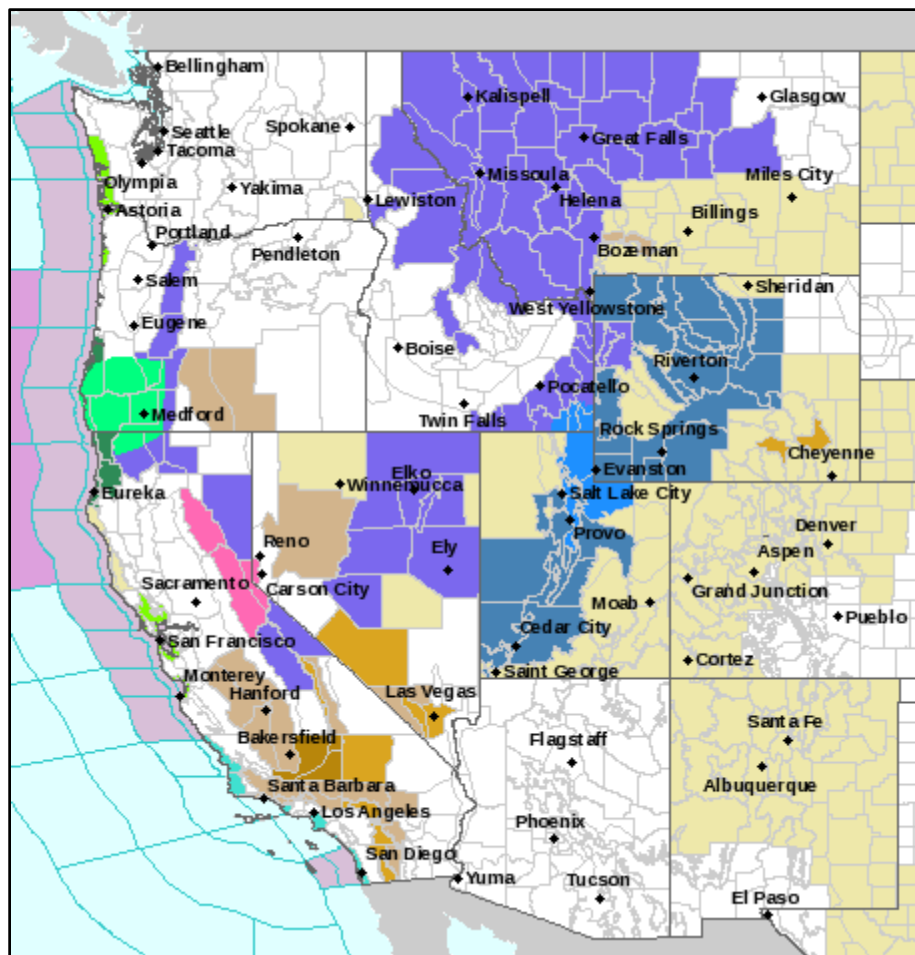 Bellingham
Kalispell
Glasgow
Seattle
Spokane
Great Falls
Tacoma
Olympia
Missoula
Yakima
Lewiston
Helena
Miles City
Astoria
Billings
Portland
Pendleton
Bozeman
Salem
Sheridan
West Yellowstone
Eugene
Boise
Riverton
Pocatello
Medford
Twin Falls
Rock Springs
Cheyenne
Elko
Evanston
Winnemucca
Eureka
Salt Lake City
Provo
Denver
Reno
Ely
Aspen
Carson City
Sacramento
Grand Junction
Moab
Pueblo
San Francisco
Cedar City
Cortez
Saint George
Monterey
Hanford
Las Vegas
Santa Fe
Bakersfield
Flagstaff
Albuquerque
Santa Barbara
Los Angeles
Phoenix
San Diego
Yuma
Tucson
El Paso